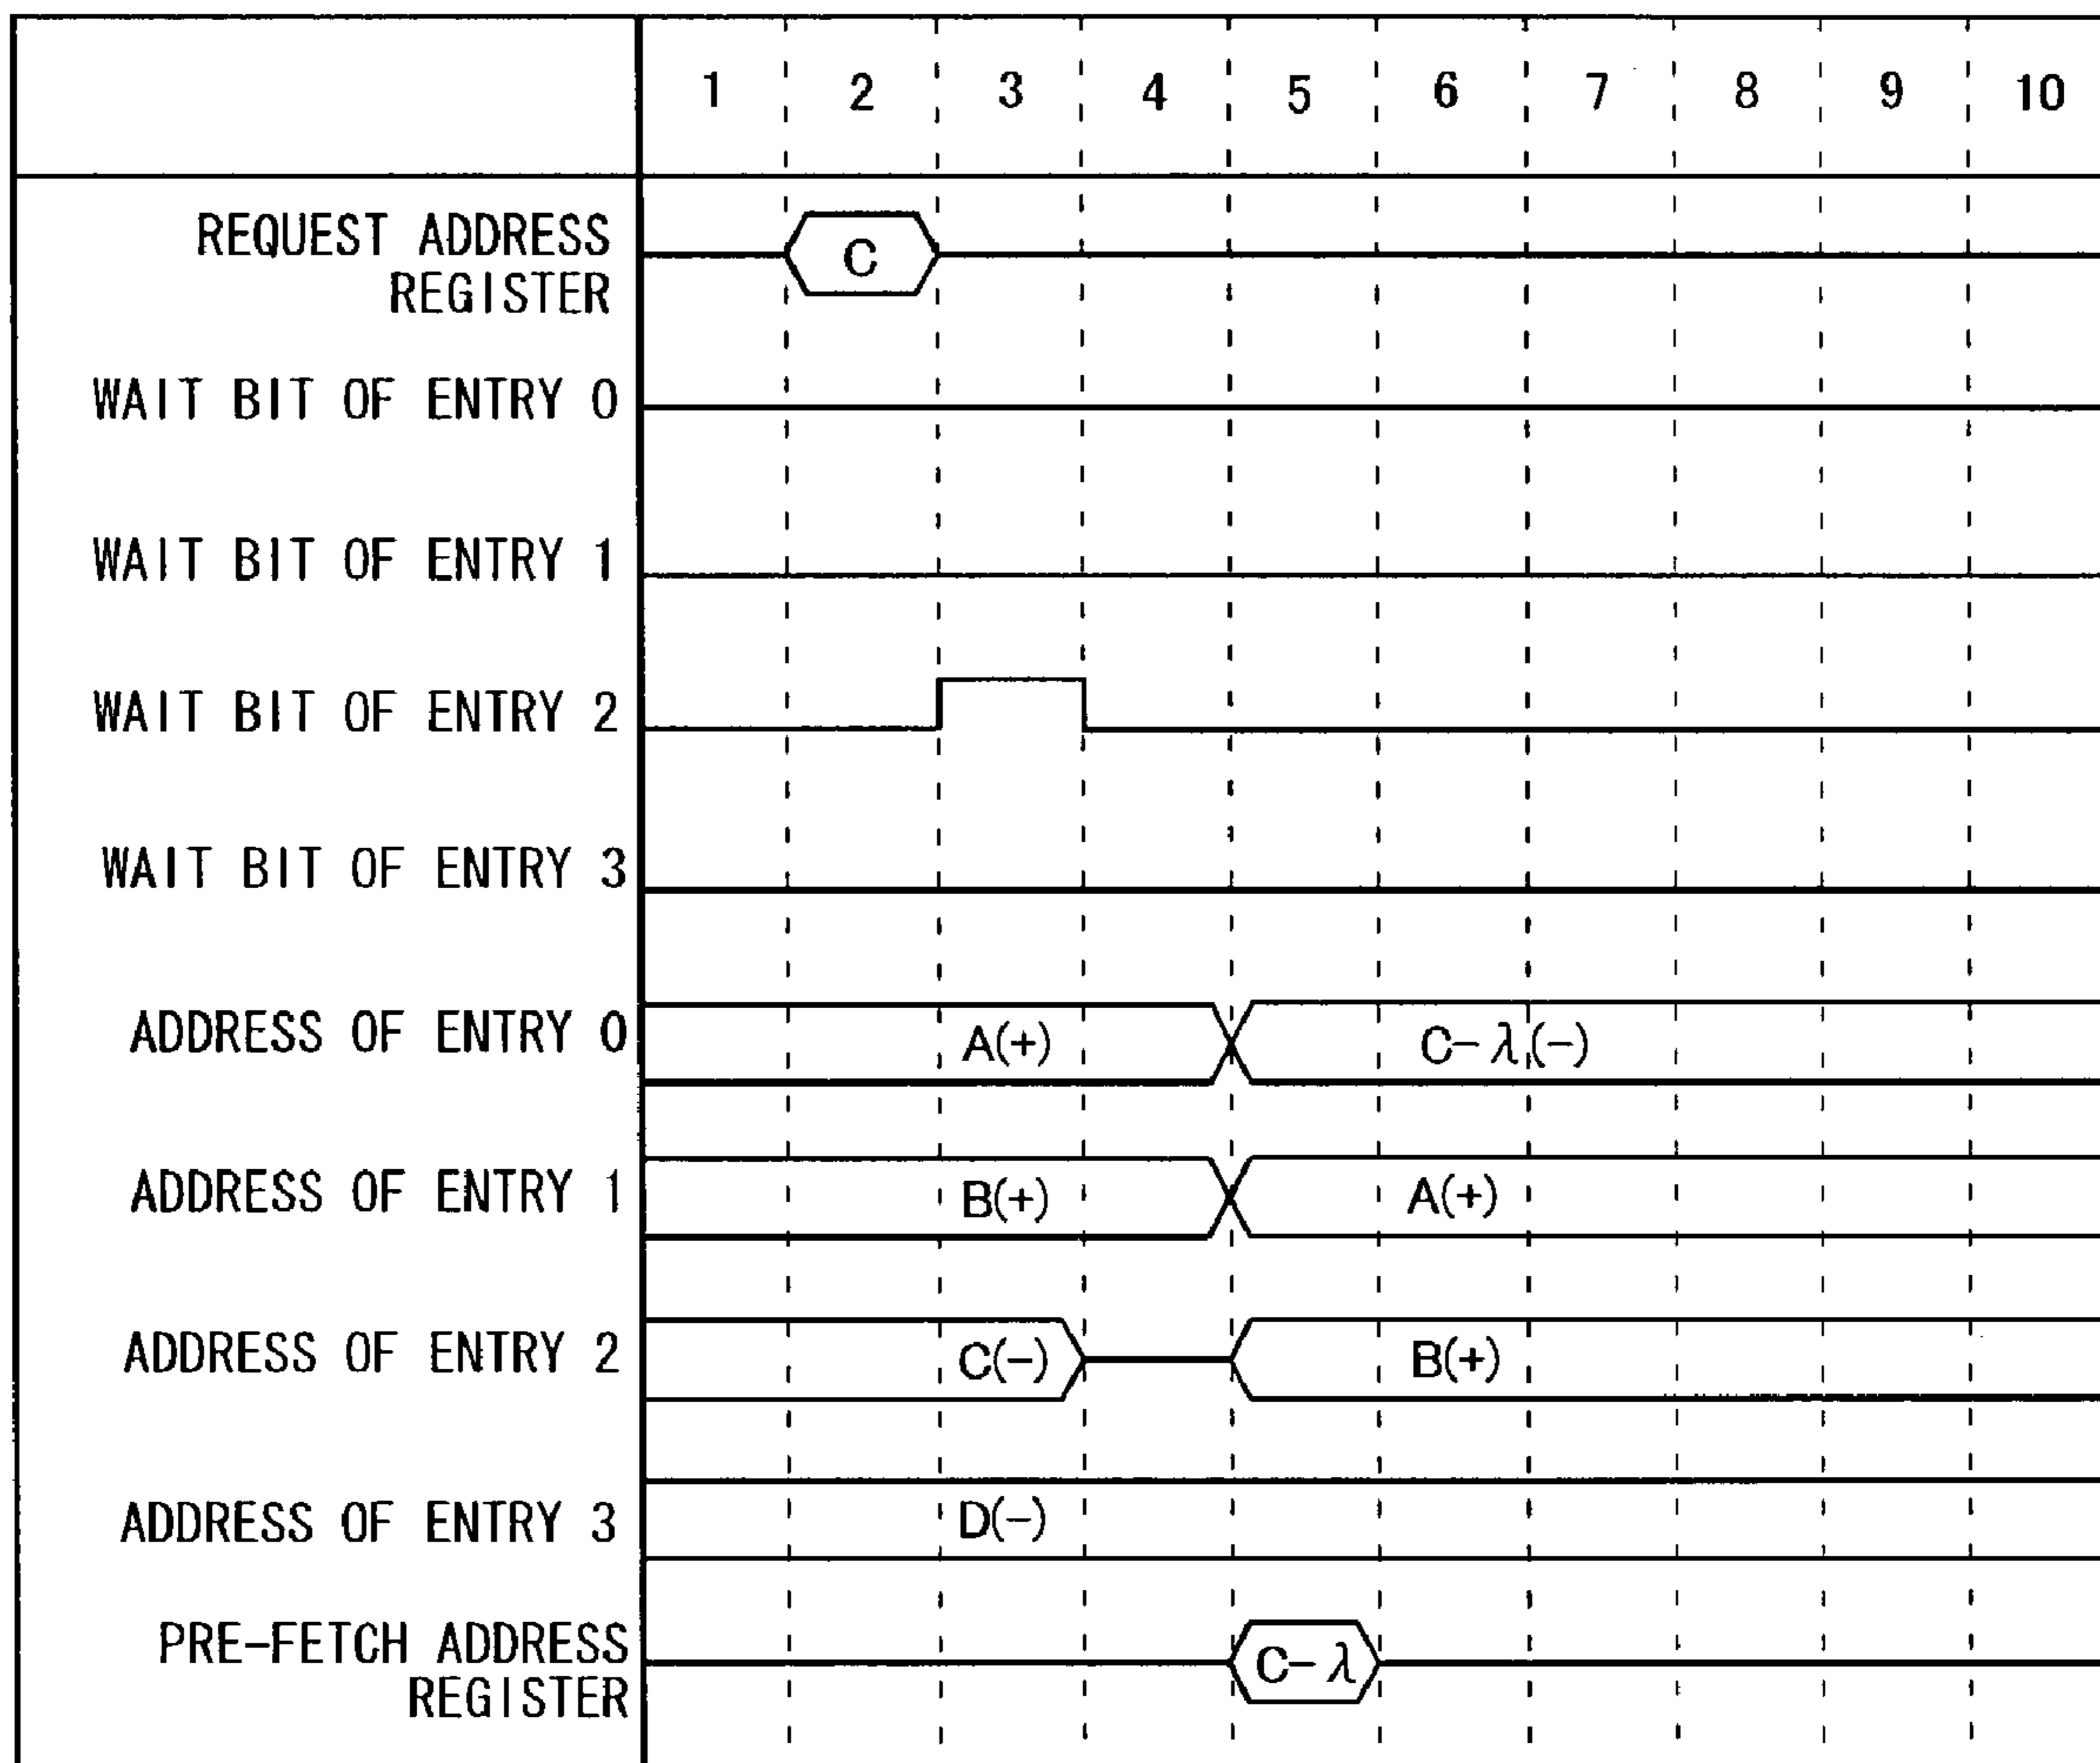 1 2 3 4 5 6 7 8 9 10
REQUEST ADDRESS
REGISTER
C
WAIT BIT OF ENTRY 0
WAIT BIT OF ENTRY 1
WAIT BIT OF ENTRY 2
WAIT BIT OF ENTRY 3
ADDRESS OF ENTRY 0 A(+) C-λ(-)
ADDRESS OF ENTRY 1 B(+) A(+)
ADDRESS OF ENTRY 2 C(-) B(+)
ADDRESS OF ENTRY 3 D(-)
PRE-FETCH ADDRESS
REGISTER
C-λ